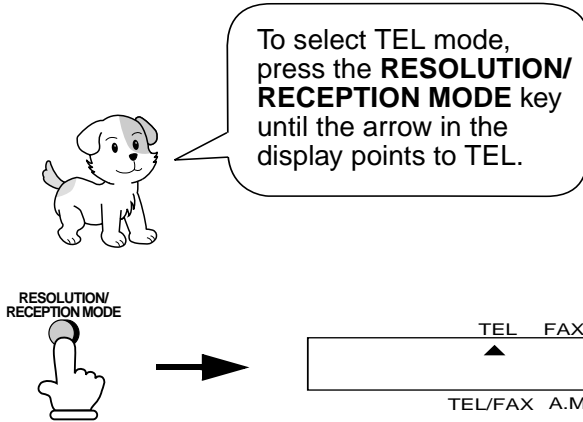 To select TEL mode,
press the RESOLUTION/
RECEPTION MODE key
until the arrow in the
display points to TEL.
RESOLUTION/
RECEPTION MODE
TEL FAX
TEL/FAX A.M